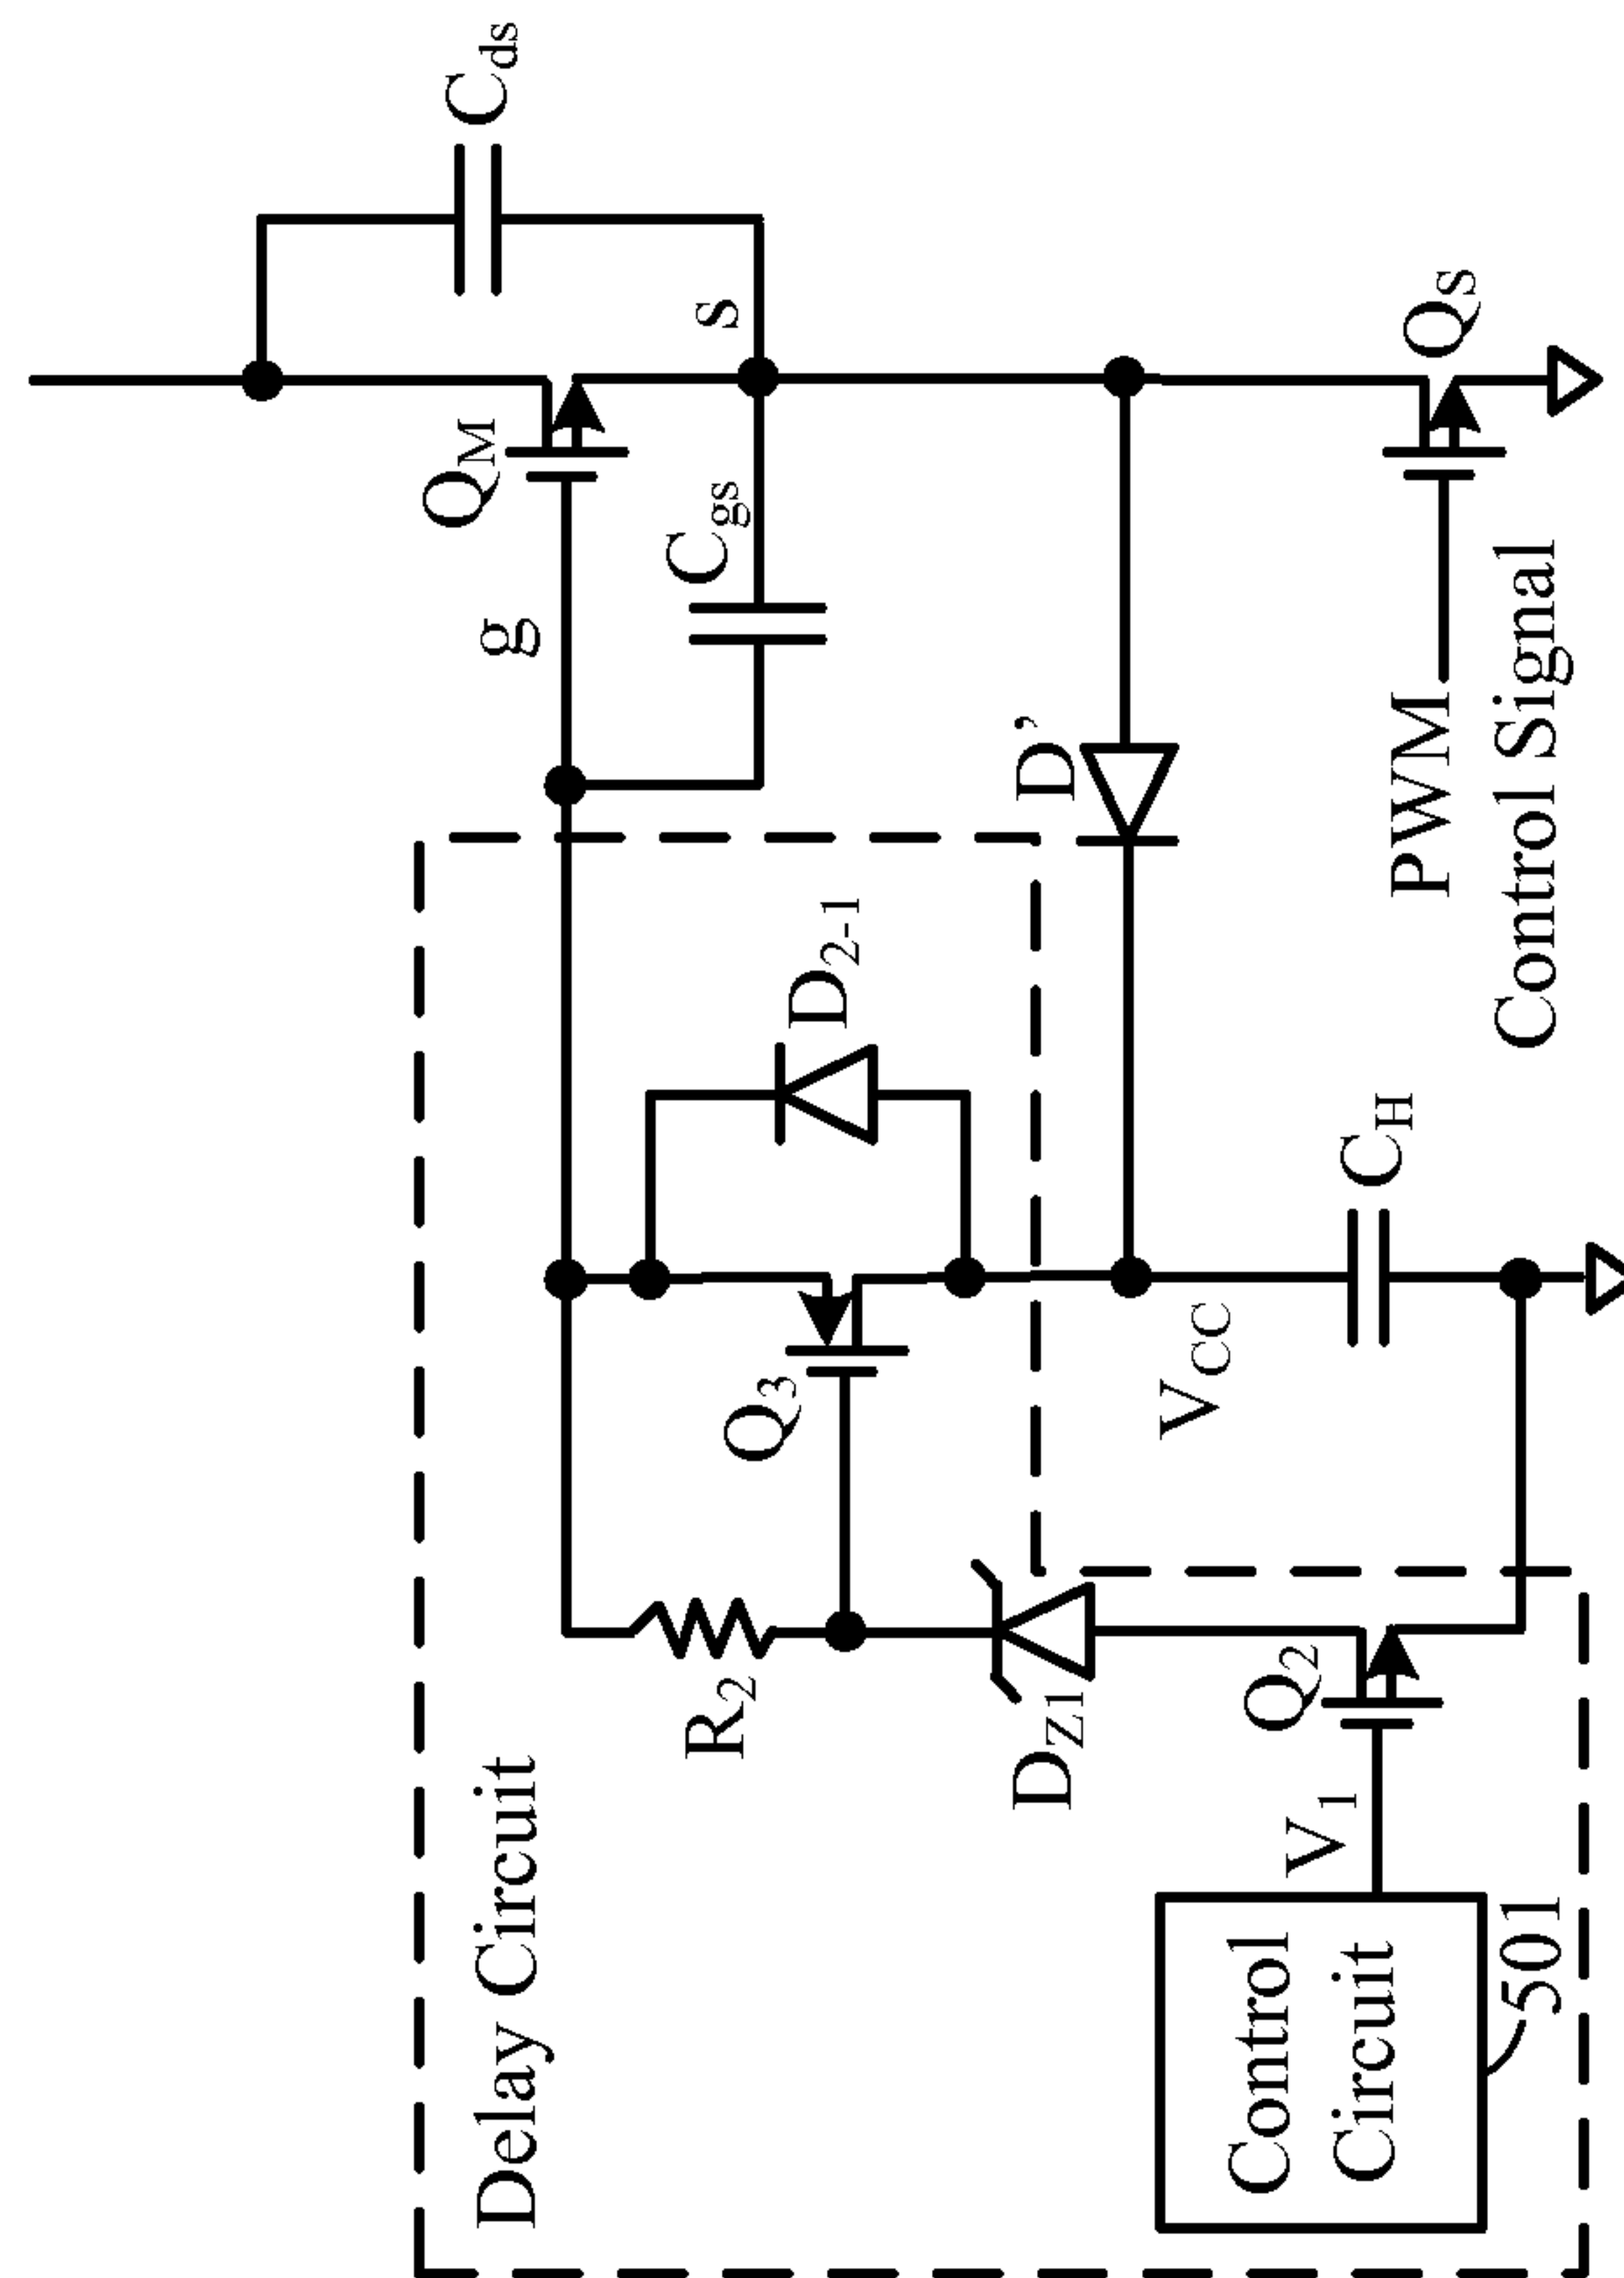 Delay Circuit
Control
Circuit
501
V1
Q2
DZ1
R2
Q3
D2-1
VCC
CH
D’
g
Cgs
QM
s
Cds
PWM
Control Signal
QS